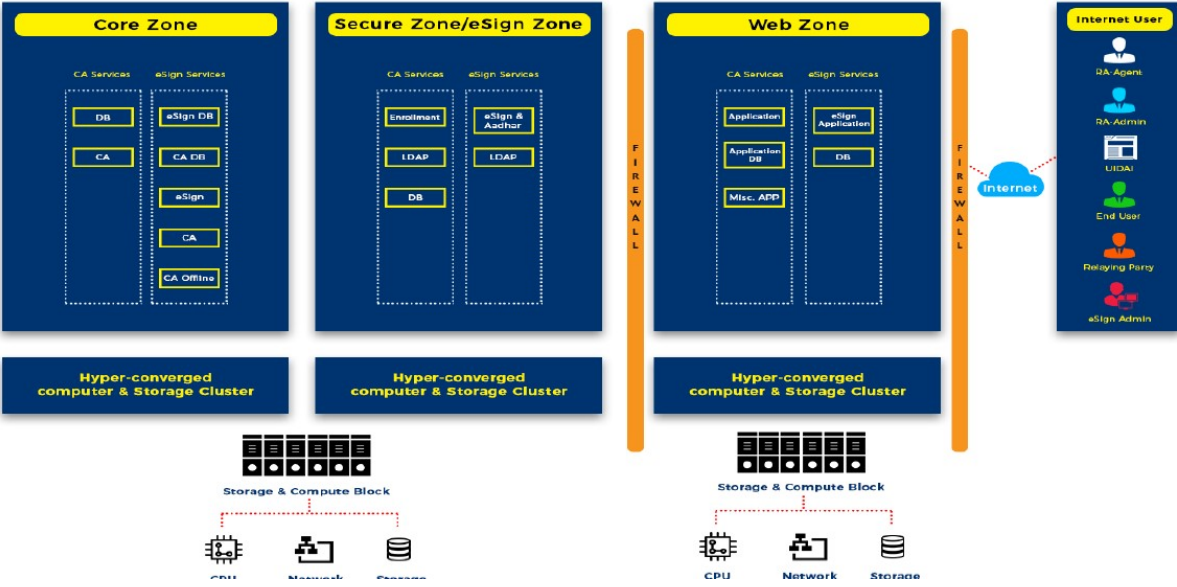 Core Zone
CA Services
eSign Services
DB
CA
eSign DB
CA DB
eSign
CA
CA Offline
Hyper-converged
computer & Storage Cluster
Secure Zone/eSign Zone
CA Services
eSign Services
Enrollment
LDAP
DB
eSign &
Aadhar
LDAP
Hyper-converged
computer & Storage Cluster
Storage & Compute Block
CPU
Network
Storage
FIREWALL
Web Zone
CA Services
eSign Services
Application
Application
DB
Misc. APP
eSign
Application
DB
Hyper-converged
computer & Storage Cluster
Storage & Compute Block
CPU
Network
Storage
FIREWALL
Internet
Internet User
RA-Agent
RA-Admin
UIDAI
End User
Relaying Party
eSign Admin